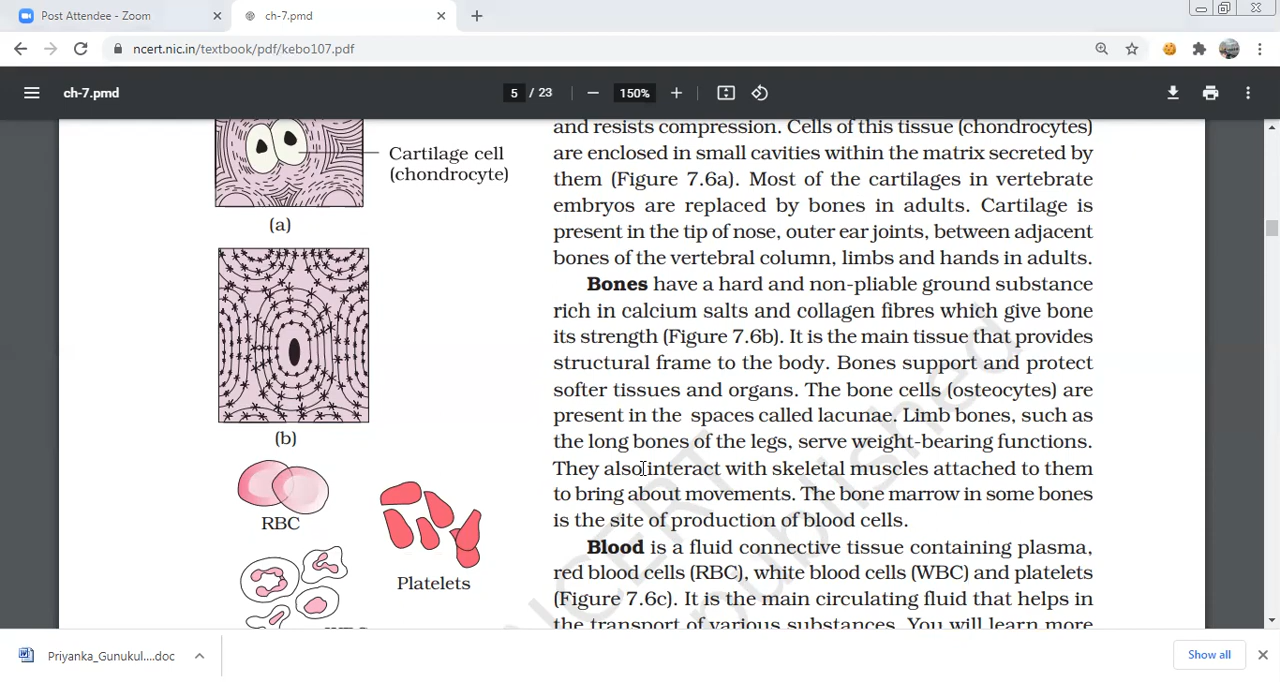 Post Attendee - Zoom
ch-7.pmd
ncert.nic.in/textbook/pdf/kebo107.pdf
ch-7.pmd
5 / 23
150%
Cartilage cell
(chondrocyte)
(a)
(b)
RBC
Platelets
and resists compression. Cells of this tissue (chondrocytes)
are enclosed in small cavities within the matrix secreted by
them (Figure 7.6a). Most of the cartilages in vertebrate
embryos are replaced by bones in adults. Cartilage is
present in the tip of nose, outer ear joints, between adjacent
bones of the vertebral column, limbs and hands in adults.
Bones have a hard and non-pliable ground substance
rich in calcium salts and collagen fibres which give bone
its strength (Figure 7.6b). It is the main tissue that provides
structural frame to the body. Bones support and protect
softer tissues and organs. The bone cells (osteocytes) are
present in the spaces called lacunae. Limb bones, such as
the long bones of the legs, serve weight-bearing functions.
They also interact with skeletal muscles attached to them
to bring about movements. The bone marrow in some bones
is the site of production of blood cells.
Blood is a fluid connective tissue containing plasma,
red blood cells (RBC), white blood cells (WBC) and platelets
(Figure 7.6c). It is the main circulating fluid that helps in
the transport of various substances. You will learn more
NCERT
published
Priyanka_Gunukul....doc
Show all